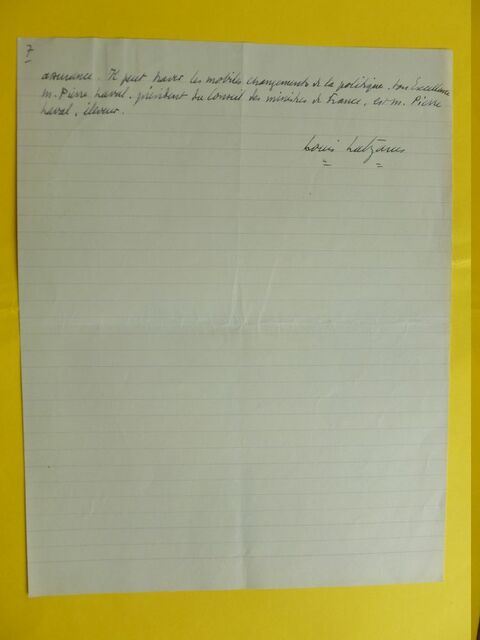 7
assurance. Il peut braver les mobiles changements de la politique. Son Excellence
M. Pierre Laval, président du Conseil des ministres de France, est M. Pierre
Laval, éleveur.
Louis Latzarus